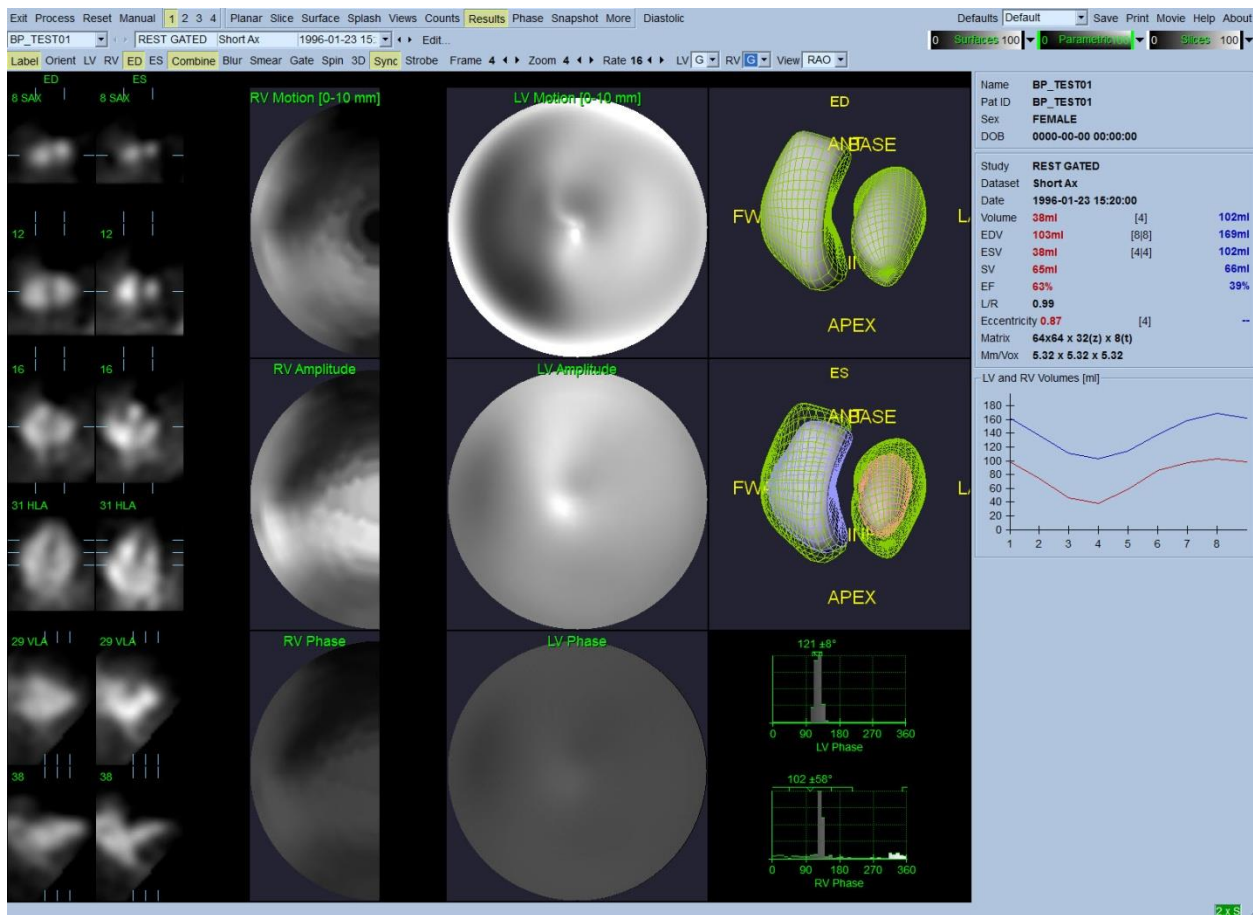 Exit Process Reset Manual 1 2 3 4 Planar Slice Surface Splash Views Counts Results Phase Snapshot More Diastolic Defaults Default Save Print Movie Help About
BP_TEST01 REST GATED Short Ax 1996-01-23 15: Edit... 0 Surfaces 100 0 Parametric 100 0 Slices 100
Label Orient LV RV ED ES Combine Blur Smear Gate Spin 3D Sync Strobe Frame 4 Zoom 4 Rate 16 LV G RV G View RAO
ED ES
8 SAX 8 SAX
12 12
16 16
31 HLA 31 HLA
29 VLA 29 VLA
38 38
RV Motion [0-10 mm]
RV Amplitude
RV Phase
LV Motion [0-10 mm]
LV Amplitude
LV Phase
ED
ANT BASE
FW
APEX
ES
ANT BASE
FW
APEX
121 ±8°
0 90 180 270 360
LV Phase
102 ±58°
0 90 180 270 360
RV Phase
Name BP_TEST01
Pat ID BP_TEST01
Sex FEMALE
DOB 0000-00-00 00:00:00
Study REST GATED
Dataset Short Ax
Date 1996-01-23 15:20:00
Volume 38ml [4] 102ml
EDV 103ml [8|8] 169ml
ESV 38ml [4|4] 102ml
SV 65ml 66ml
EF 63% 39%
L/R 0.99
Eccentricity 0.87 [4] --
Matrix 64x64 x 32(z) x 8(t)
Mm/Vox 5.32 x 5.32 x 5.32
LV and RV Volumes [ml]
180
160
140
120
100
80
60
40
20
0
1 2 3 4 5 6 7 8
2 x S